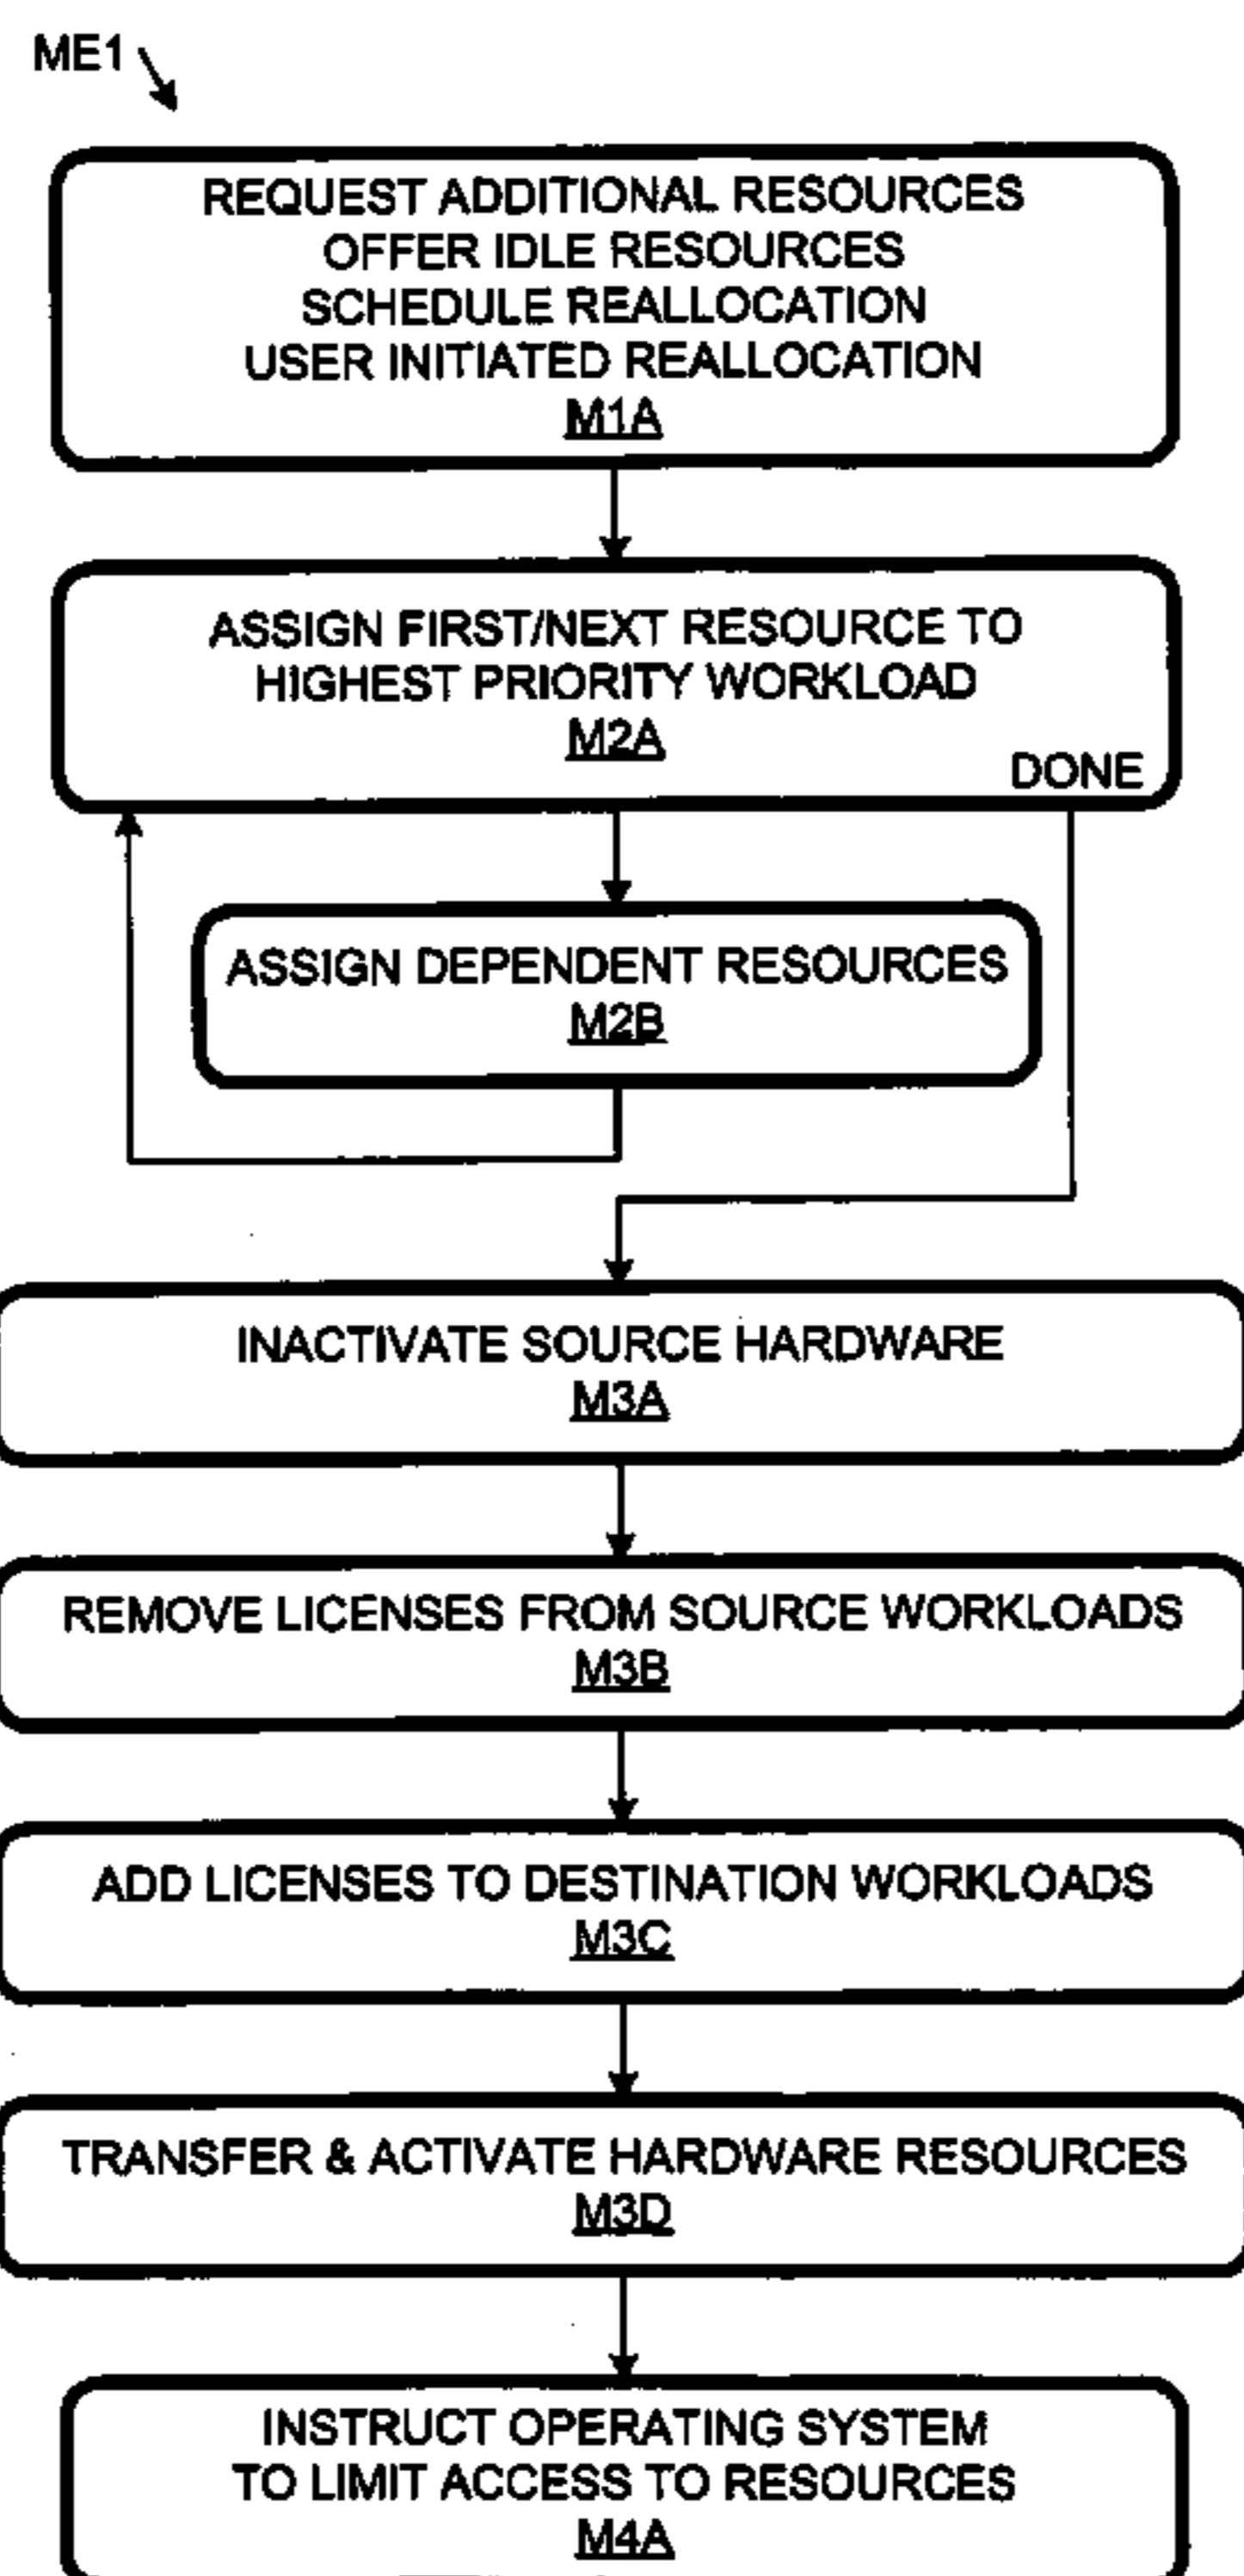 ME1
REQUEST ADDITIONAL RESOURCES
OFFER IDLE RESOURCES
SCHEDULE REALLOCATION
USER INITIATED REALLOCATION
M1A
ASSIGN FIRST/NEXT RESOURCE TO
HIGHEST PRIORITY WORKLOAD
M2A
DONE
ASSIGN DEPENDENT RESOURCES
M2B
INACTIVATE SOURCE HARDWARE
M3A
REMOVE LICENSES FROM SOURCE WORKLOADS
M3B
ADD LICENSES TO DESTINATION WORKLOADS
M3C
TRANSFER & ACTIVATE HARDWARE RESOURCES
M3D
INSTRUCT OPERATING SYSTEM
TO LIMIT ACCESS TO RESOURCES
M4A